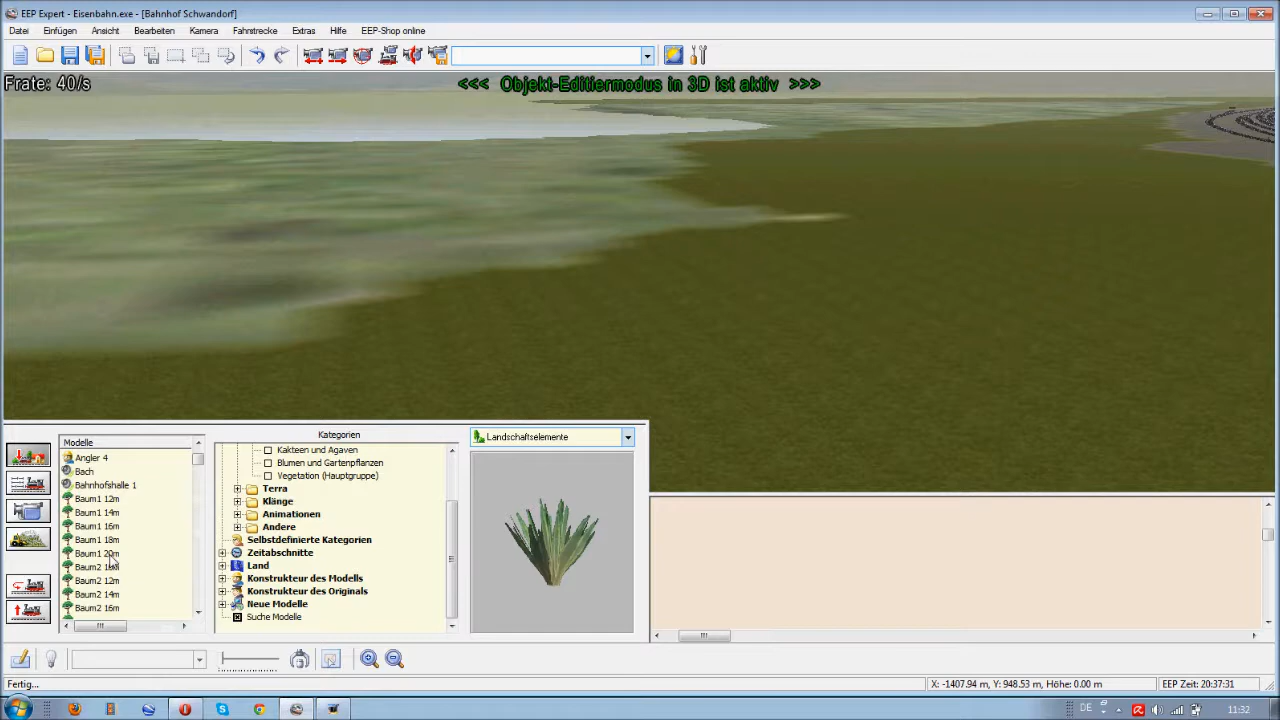 EEP Expert - Eisenbahn.exe - [Bahnhof Schwandorf]
Datei Einfügen Ansicht Bearbeiten Kamera Fahrstrecke Extras Hilfe EEP-Shop online
Frate: 40/s
<<< Objekt-Editiermodus in 3D ist aktiv >>>
Modelle
Angler 4
Bach
Bahnhofshalle 1
Baum1 12m
Baum1 14m
Baum1 16m
Baum1 18m
Baum1 20m
Baum2
Baum2 12m
Baum2 14m
Baum2 16m
Kategorien
Kakteen und Agaven
Blumen und Gartenpflanzen
Vegetation (Hauptgruppe)
Terra
Klänge
Animationen
Andere
Selbstdefinierte Kategorien
Zeitabschnitte
Land
Konstrukteur des Modells
Konstrukteur des Originals
Neue Modelle
Suche Modelle
Landschaftselemente
Fertig...
X: -1407.94 m, Y: 948.53 m, Höhe: 0.00 m
EEP Zeit: 20:37:31
DE
11:32